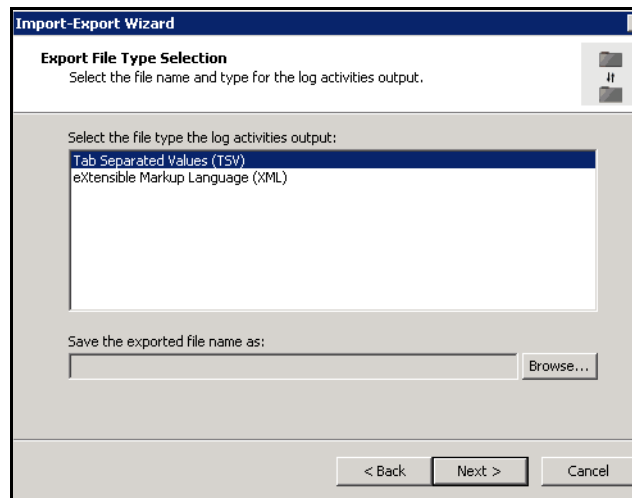 Import-Export Wizard
Export File Type Selection
Select the file name and type for the log activities output.
Select the file type the log activities output:
Tab Separated Values (TSV)
eXtensible Markup Language (XML)
Save the exported file name as:
Browse...
< Back
Next >
Cancel